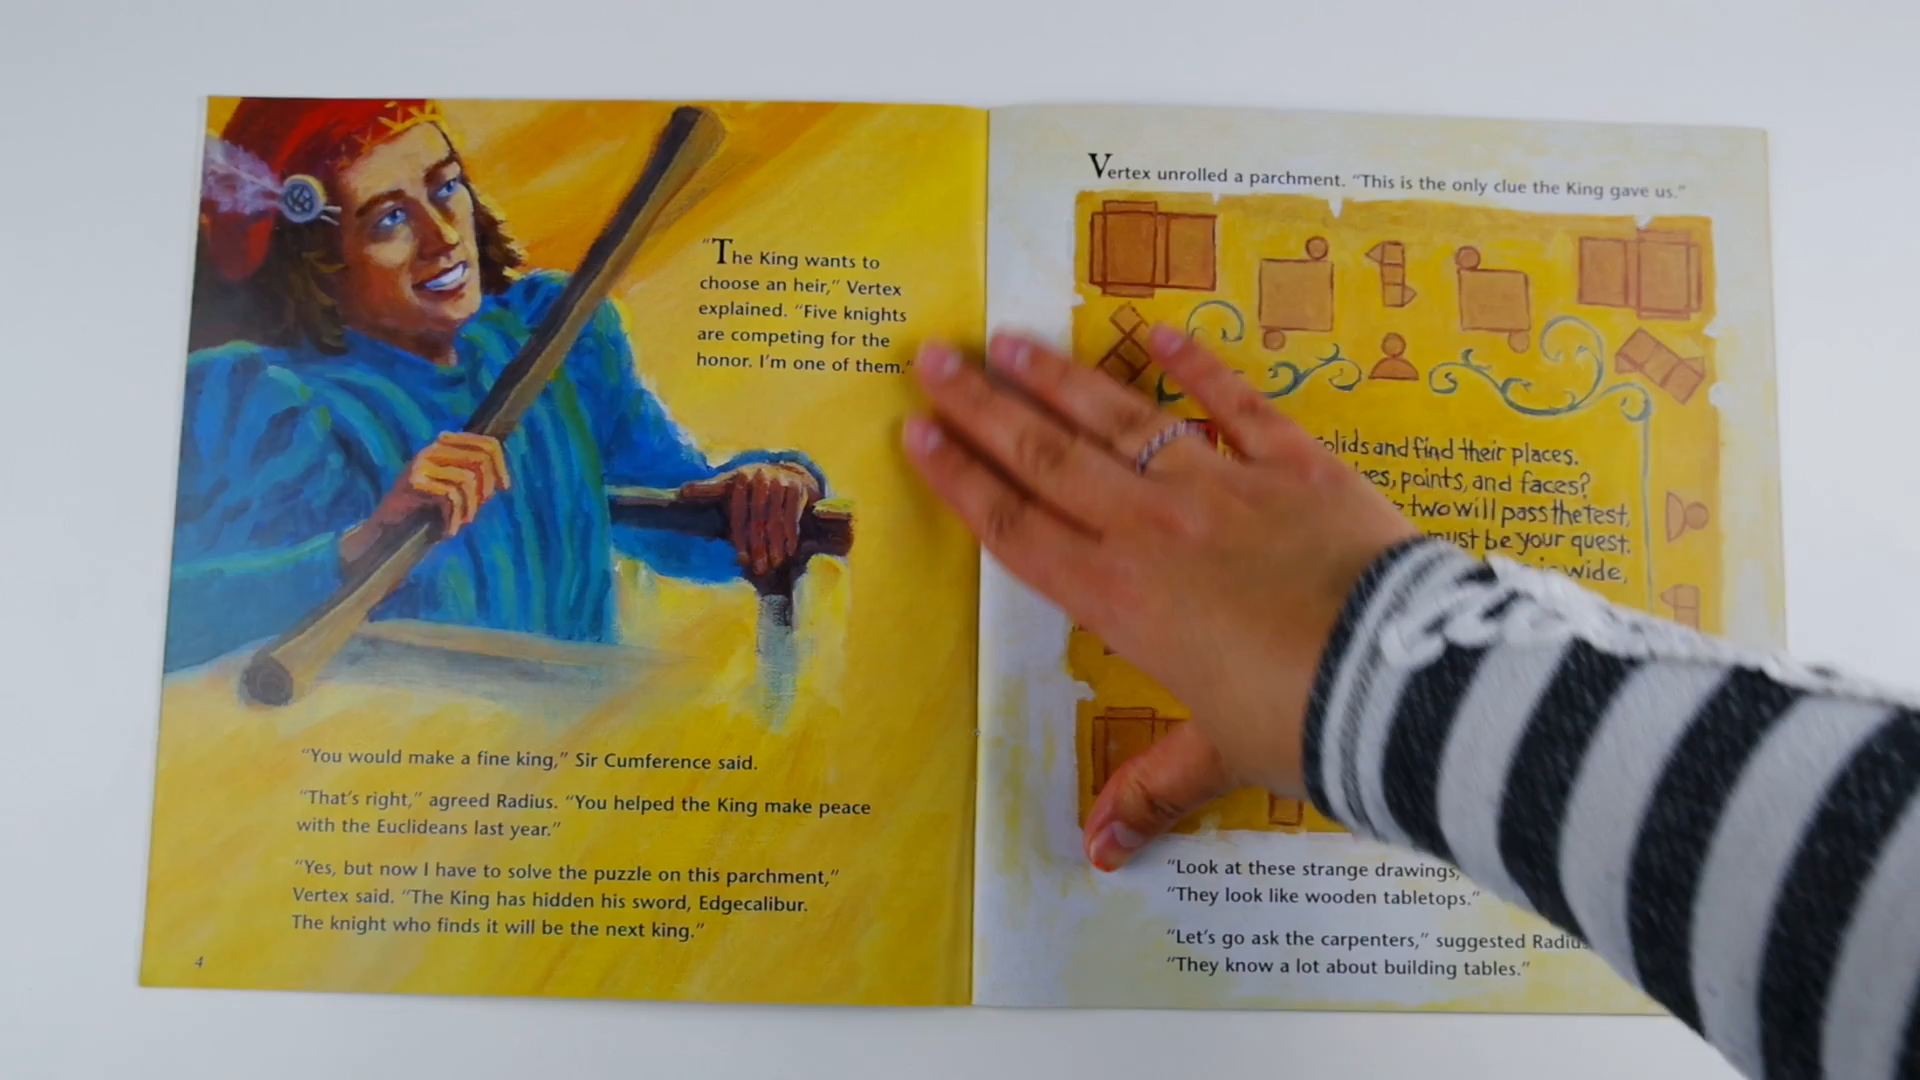 "The King wants to
choose an heir," Vertex
explained. "Five knights
are competing for the
honor. I'm one of them."
"You would make a fine king," Sir Cumference said.
"That's right," agreed Radius. "You helped the King make peace
with the Euclideans last year."
"Yes, but now I have to solve the puzzle on this parchment,"
Vertex said. "The King has hidden his sword, Edgecalibur.
The knight who finds it will be the next king."
4
Vertex unrolled a parchment. "This is the only clue the King gave us."
and find their places.
points, and faces?
two will pass the test,
be your quest.
wide,
"Look at these strange drawings,
"They look like wooden tabletops."
"Let's go ask the carpenters," suggested
"They know a lot about building tables."